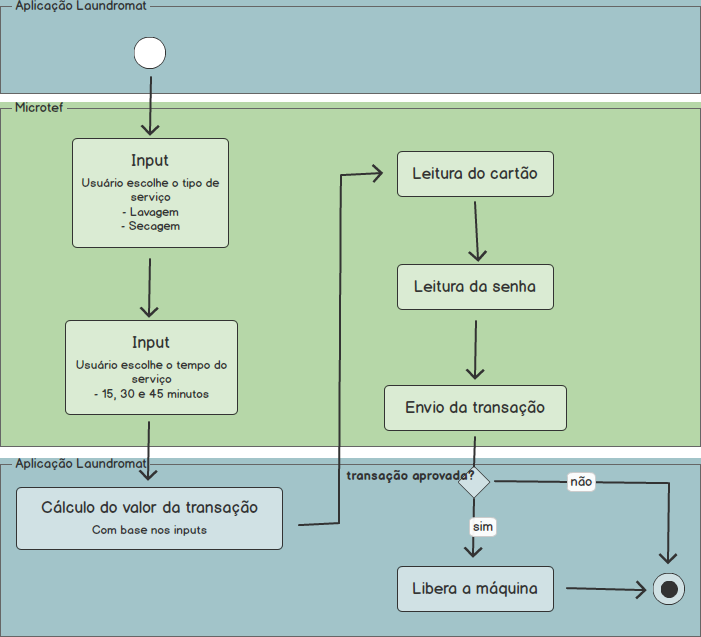 Aplicação Laundromat
Microtef
Input
Usuário escolhe o tipo de
serviço
- Lavagem
- Secagem
Input
Usuário escolhe o tempo do
serviço
- 15, 30 e 45 minutos
Leitura do cartão
Leitura da senha
Envio da transação
Aplicação Laundromat
Cálculo do valor da transação
Com base nos inputs
transação aprovada?
não
sim
Libera a máquina